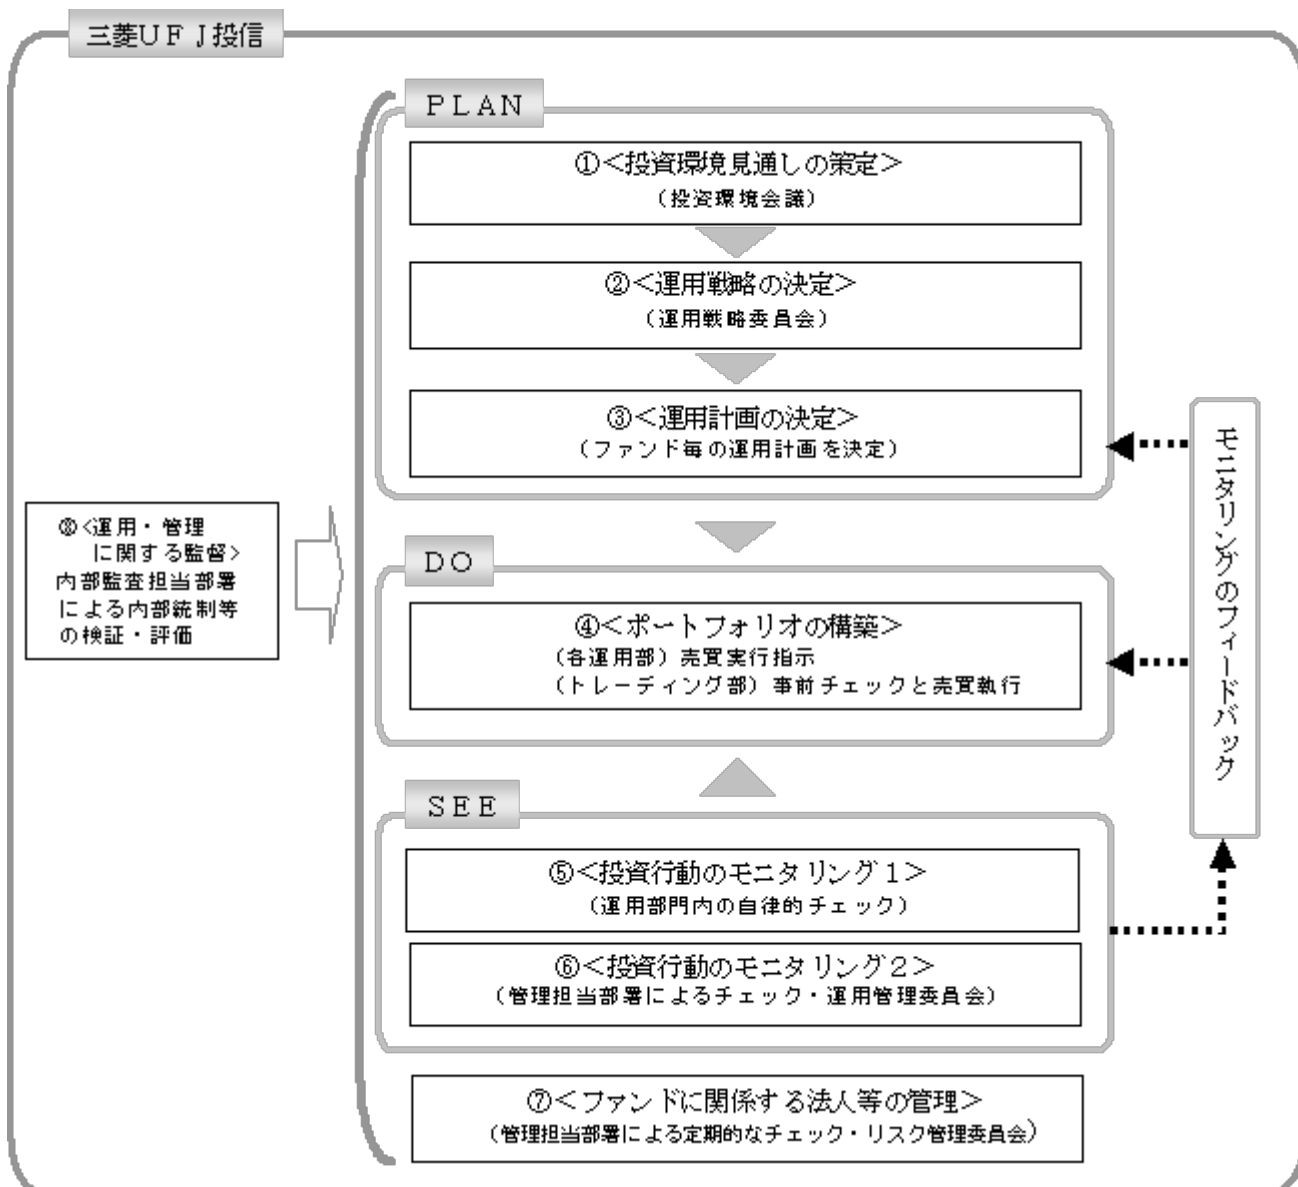 三菱UFJ投信
PLAN
①<投資環境見通しの策定>
(投資環境会議)
②<運用戦略の決定>
(運用戦略委員会)
③<運用計画の決定>
(ファンド毎の運用計画を決定)
⑧<運用・管理
に関する監督>
内部監査担当部署
による内部統制等
の検証・評価
DO
④<ポートフォリオの構築>
(各運用部)売買実行指示
(トレーディング部)事前チェックと売買執行
SEE
⑤<投資行動のモニタリング1>
(運用部門内の自律的チェック)
⑥<投資行動のモニタリング2>
(管理担当部署によるチェック・運用管理委員会)
⑦<ファンドに関係する法人等の管理>
(管理担当部署による定期的なチェック・リスク管理委員会)
モニタリングのフィードバック